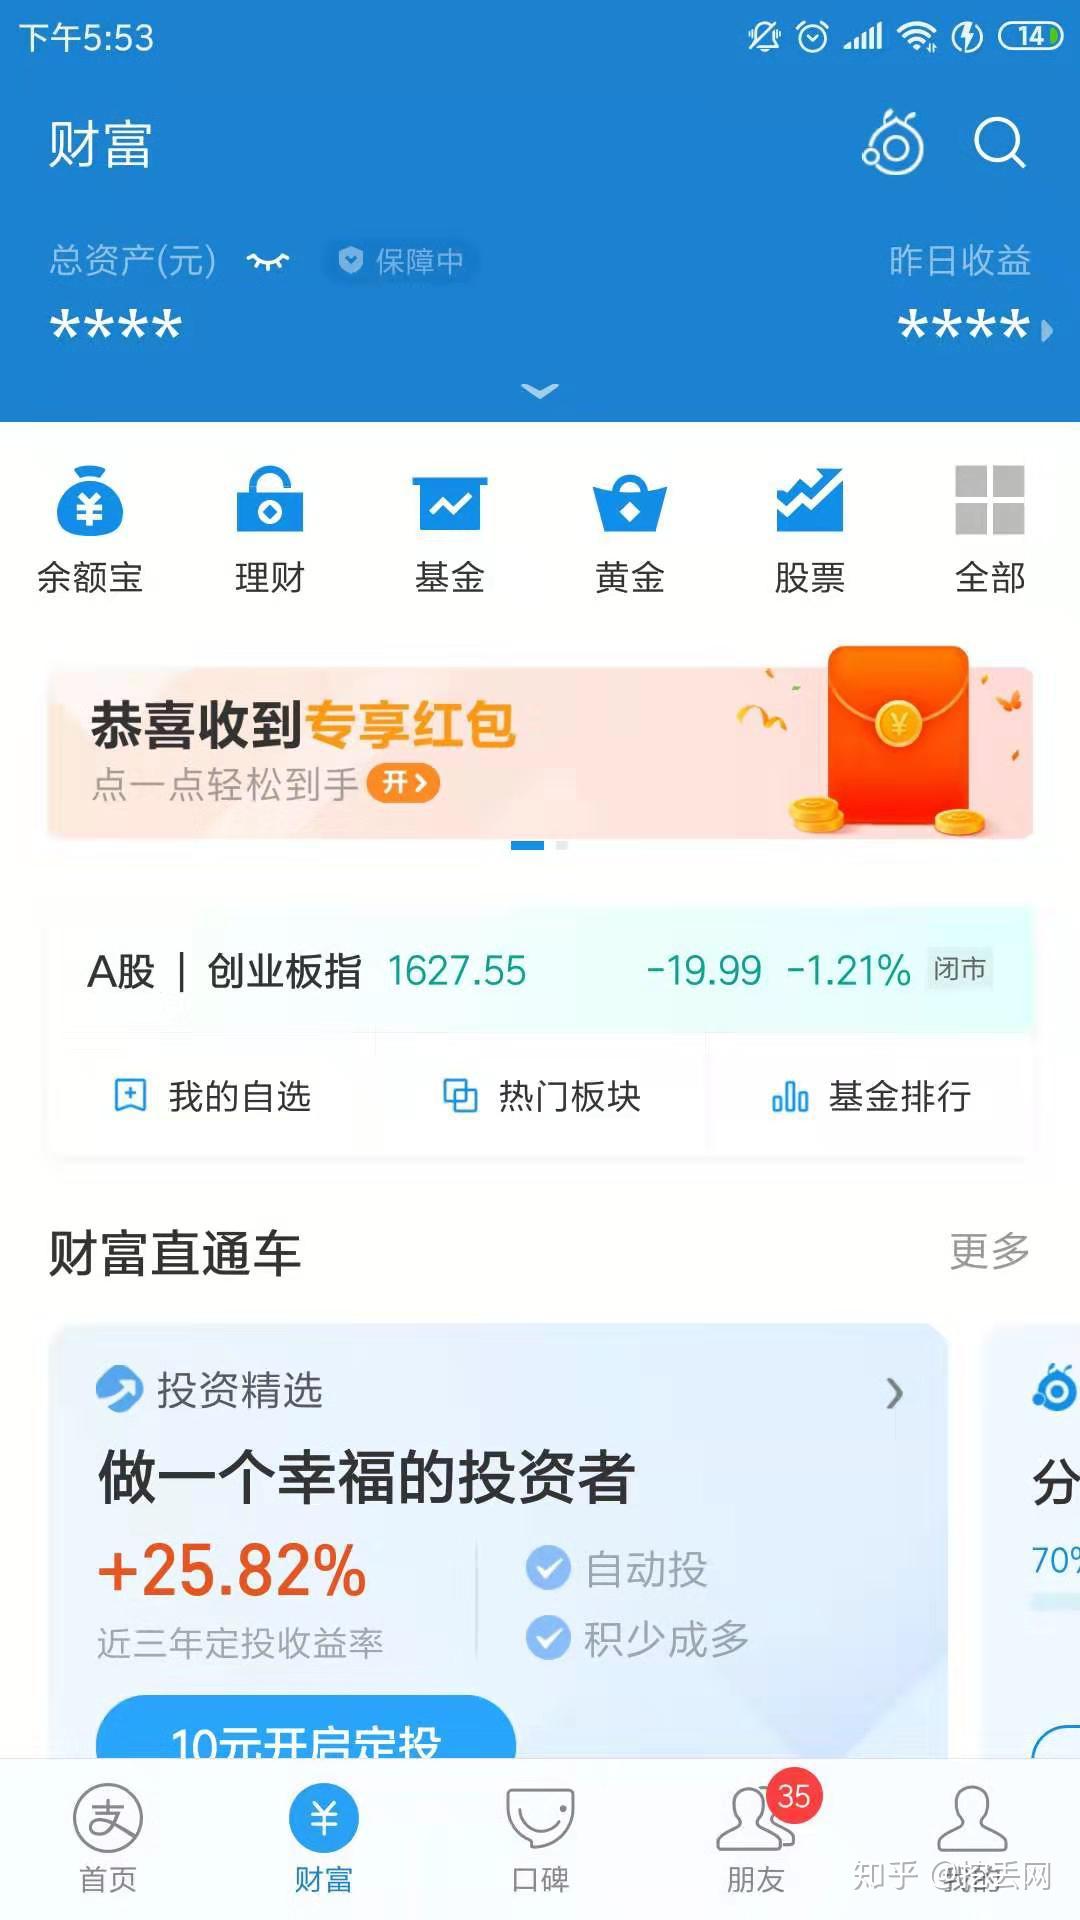 下午5:53
14
财富
总资产(元)
保障中
昨日收益
****
****
余额宝
理财
基金
黄金
股票
全部
恭喜收到专享红包
点一点轻松到手 开
A股 | 创业板指 1627.55 -19.99 -1.21% 闭市
我的自选
热门板块
基金排行
财富直通车
更多
投资精选
做一个幸福的投资者
+25.82%
近三年定投收益率
自动投
积少成多
10元开启定投
分
70%
支
首页
财富
口碑
35
朋友
我的
知乎